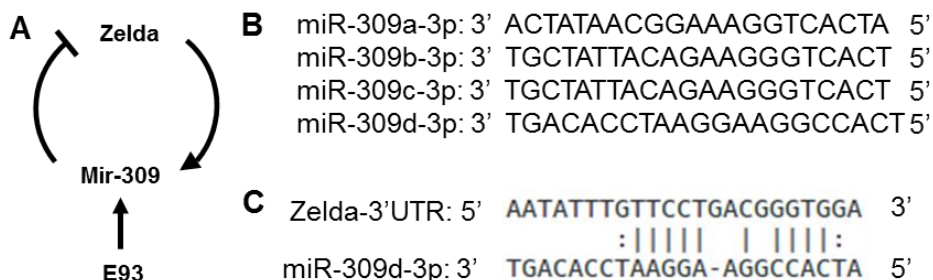 A
Zelda
Mir-309
E93
B
miR-309a-3p: 3’ ACTATAACGGAAAGGTCACTA 5’
miR-309b-3p: 3’ TGCTATTACAGAAGGGTCACT 5’
miR-309c-3p: 3’ TGCTATTACAGAAGGGTCACT 5’
miR-309d-3p: 3’ TGACACCTAAGGAAGGCCACT 5’
C
Zelda-3’UTR: 5’ AATATTTGTTCCTGACGGGTGGA 3’
:||||| | ||||:
miR-309d-3p: 3’ TGACACCTAAGGA-AGGCCACTA 5’